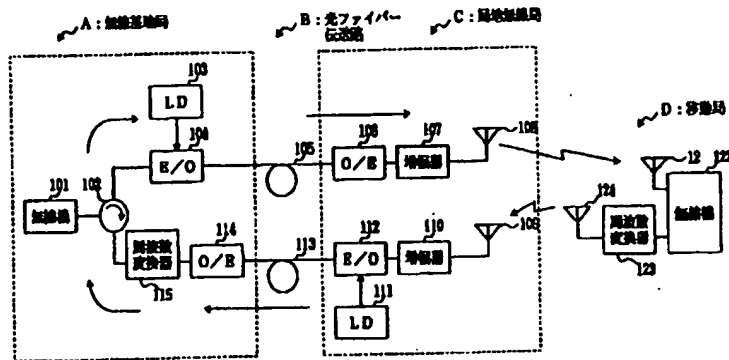 A:無線基地局
B:光ファイバー
伝送路
C:局地無線局
D:移動局
103
LD
104
E/O
105
106
O/E
107
増幅器
108
12
122
無線機
101
無線機
102
124
周波数
変換器
123
114
O/E
周波数
変換器
115
113
112
E/O
110
増幅器
109
LD
111